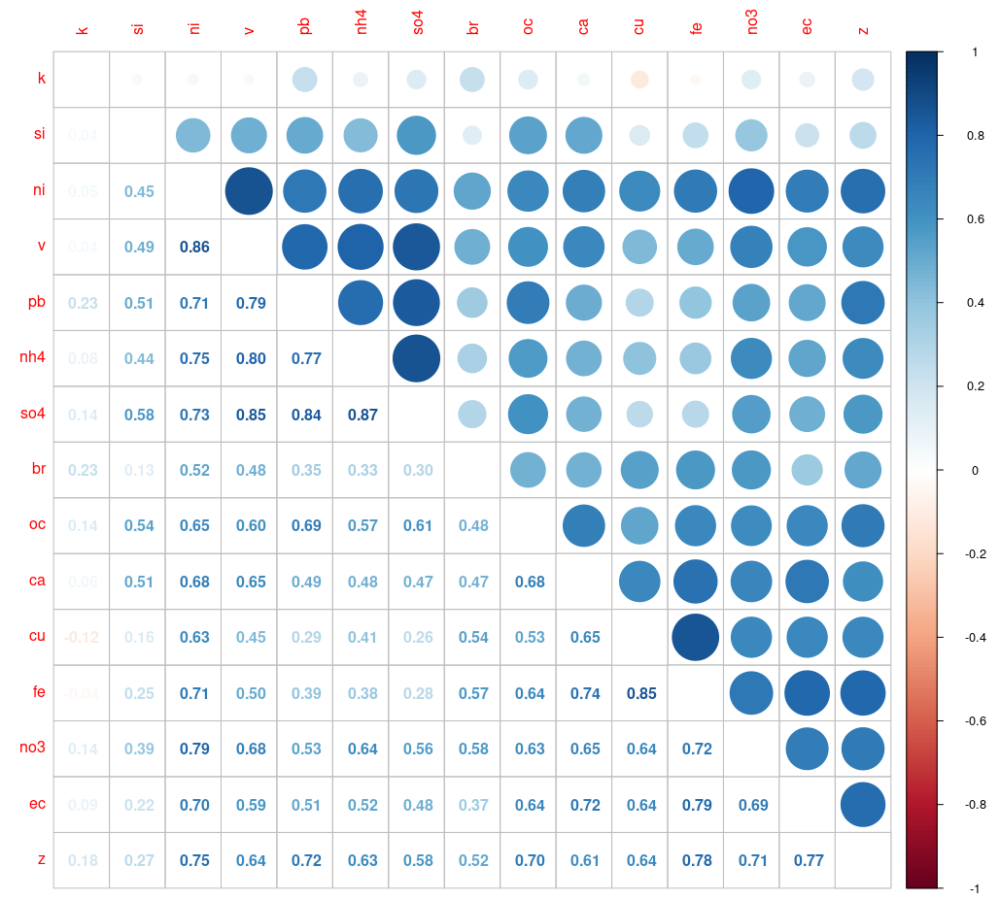 k si ni v pb nh4 so4 br oc ca cu fe no3 ec z
k 1
si 0.04 0.8
ni 0.05 0.45
v 0.04 0.49 0.86 0.6
pb 0.23 0.51 0.71 0.79 0.4
nh4 0.08 0.44 0.75 0.80 0.77
so4 0.14 0.58 0.73 0.85 0.84 0.87 0.2
br 0.23 0.13 0.52 0.48 0.35 0.33 0.30 0
oc 0.14 0.54 0.65 0.60 0.69 0.57 0.61 0.48
ca 0.06 0.51 0.68 0.65 0.49 0.48 0.47 0.47 0.68 -0.2
cu -0.12 0.16 0.63 0.45 0.29 0.41 0.26 0.54 0.53 0.65 -0.4
fe -0.04 0.25 0.71 0.50 0.39 0.38 0.28 0.57 0.64 0.74 0.85
no3 0.14 0.39 0.79 0.68 0.53 0.64 0.56 0.58 0.63 0.65 0.64 0.72 -0.6
ec 0.09 0.22 0.70 0.59 0.51 0.52 0.48 0.37 0.64 0.72 0.64 0.79 0.69 -0.8
z 0.18 0.27 0.75 0.64 0.72 0.63 0.58 0.52 0.70 0.61 0.64 0.78 0.71 0.77
-1